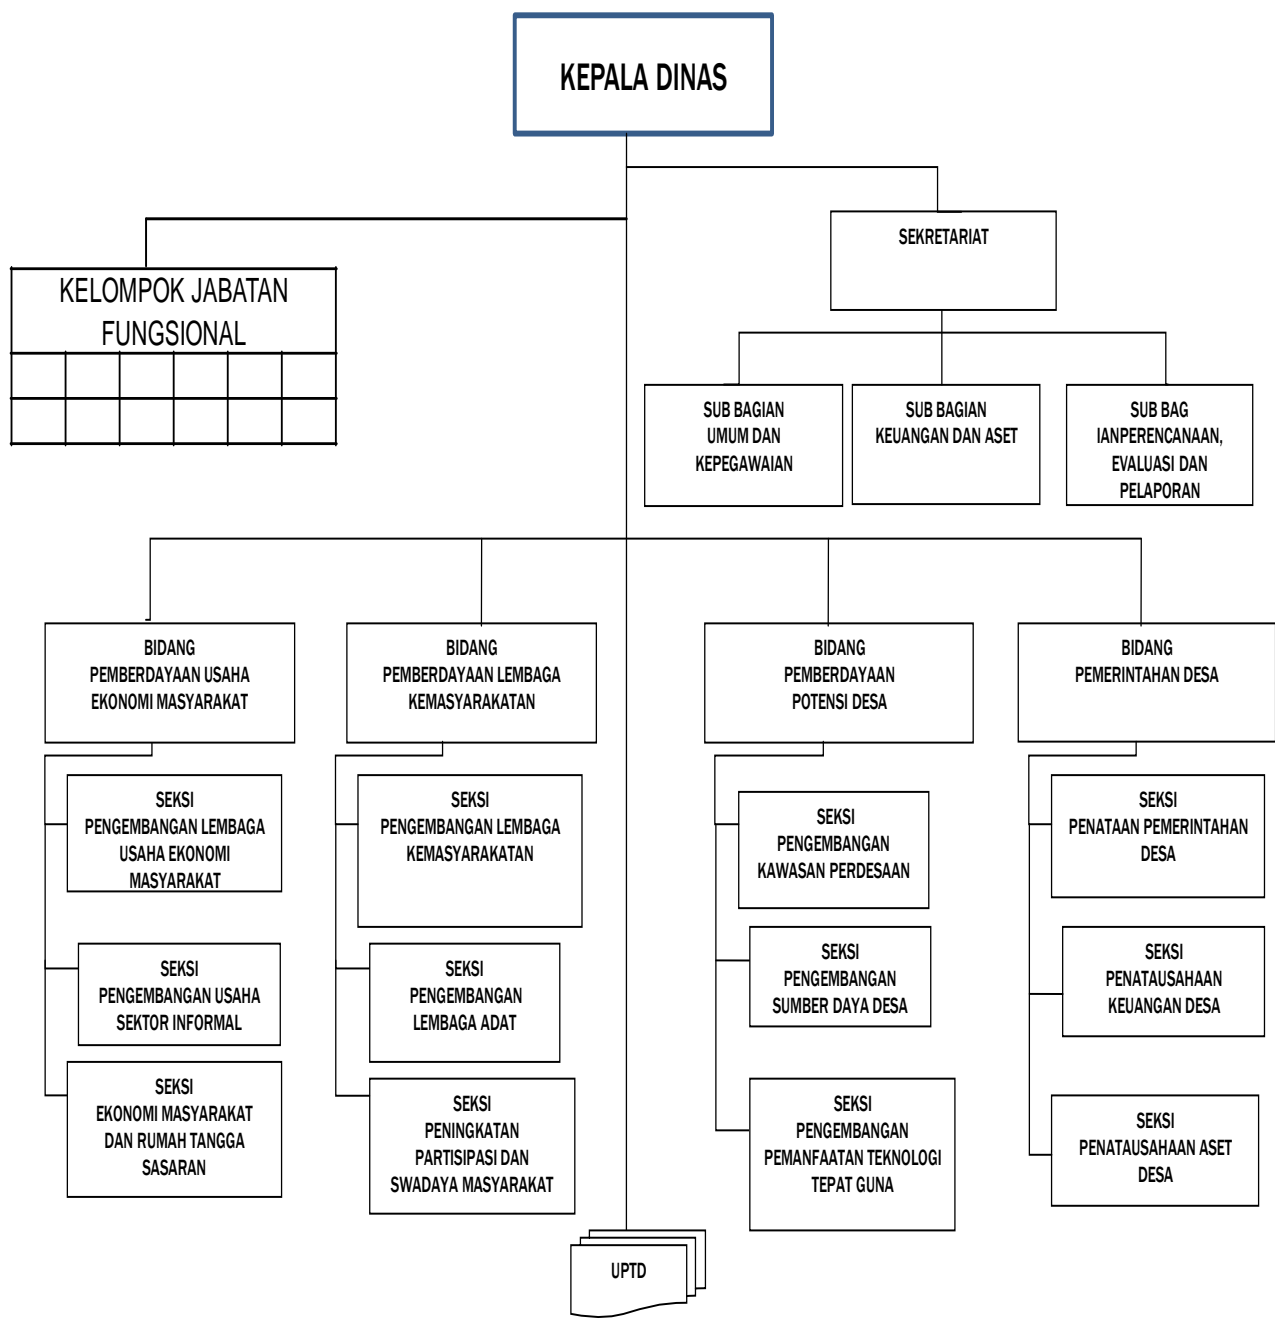 KEPALA DINAS
SEKRETARIAT
KELOMPOK JABATAN
FUNGSIONAL
SUB BAGIAN
UMUM DAN
KEPEGAWAIAN
SUB BAGIAN
KEUANGAN DAN ASET
SUB BAG
IANPERENCANAAN,
EVALUASI DAN
PELAPORAN
BIDANG
PEMBERDAYAAN USAHA
EKONOMI MASYARAKAT
BIDANG
PEMBERDAYAAN LEMBAGA
KEMASYARAKATAN
BIDANG
PEMBERDAYAAN
POTENSI DESA
BIDANG
PEMERINTAHAN DESA
SEKSI
PENGEMBANGAN LEMBAGA
USAHA EKONOMI
MASYARAKAT
SEKSI
PENGEMBANGAN LEMBAGA
KEMASYARAKATAN
SEKSI
PENGEMBANGAN
KAWASAN PERDESAAN
SEKSI
PENATAAN PEMERINTAHAN
DESA
SEKSI
PENGEMBANGAN USAHA
SEKTOR INFORMAL
SEKSI
PENGEMBANGAN
LEMBAGA ADAT
SEKSI
PENGEMBANGAN
SUMBER DAYA DESA
SEKSI
PENATAUSAHAAN
KEUANGAN DESA
SEKSI
EKONOMI MASYARAKAT
DAN RUMAH TANGGA
SASARAN
SEKSI
PENINGKATAN
PARTISIPASI DAN
SWADAYA MASYARAKAT
SEKSI
PENGEMBANGAN
PEMANFAATAN TEKNOLOGI
TEPAT GUNA
SEKSI
PENATAUSAHAAN ASET
DESA
UPTD